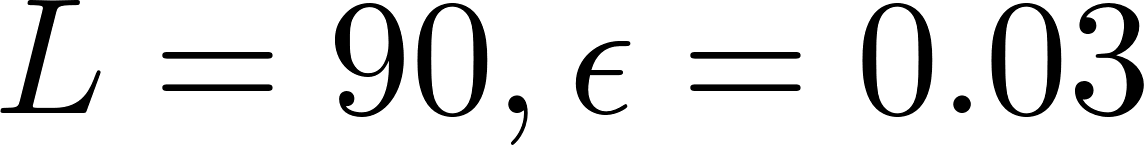 L = 90, ϵ = 0.03